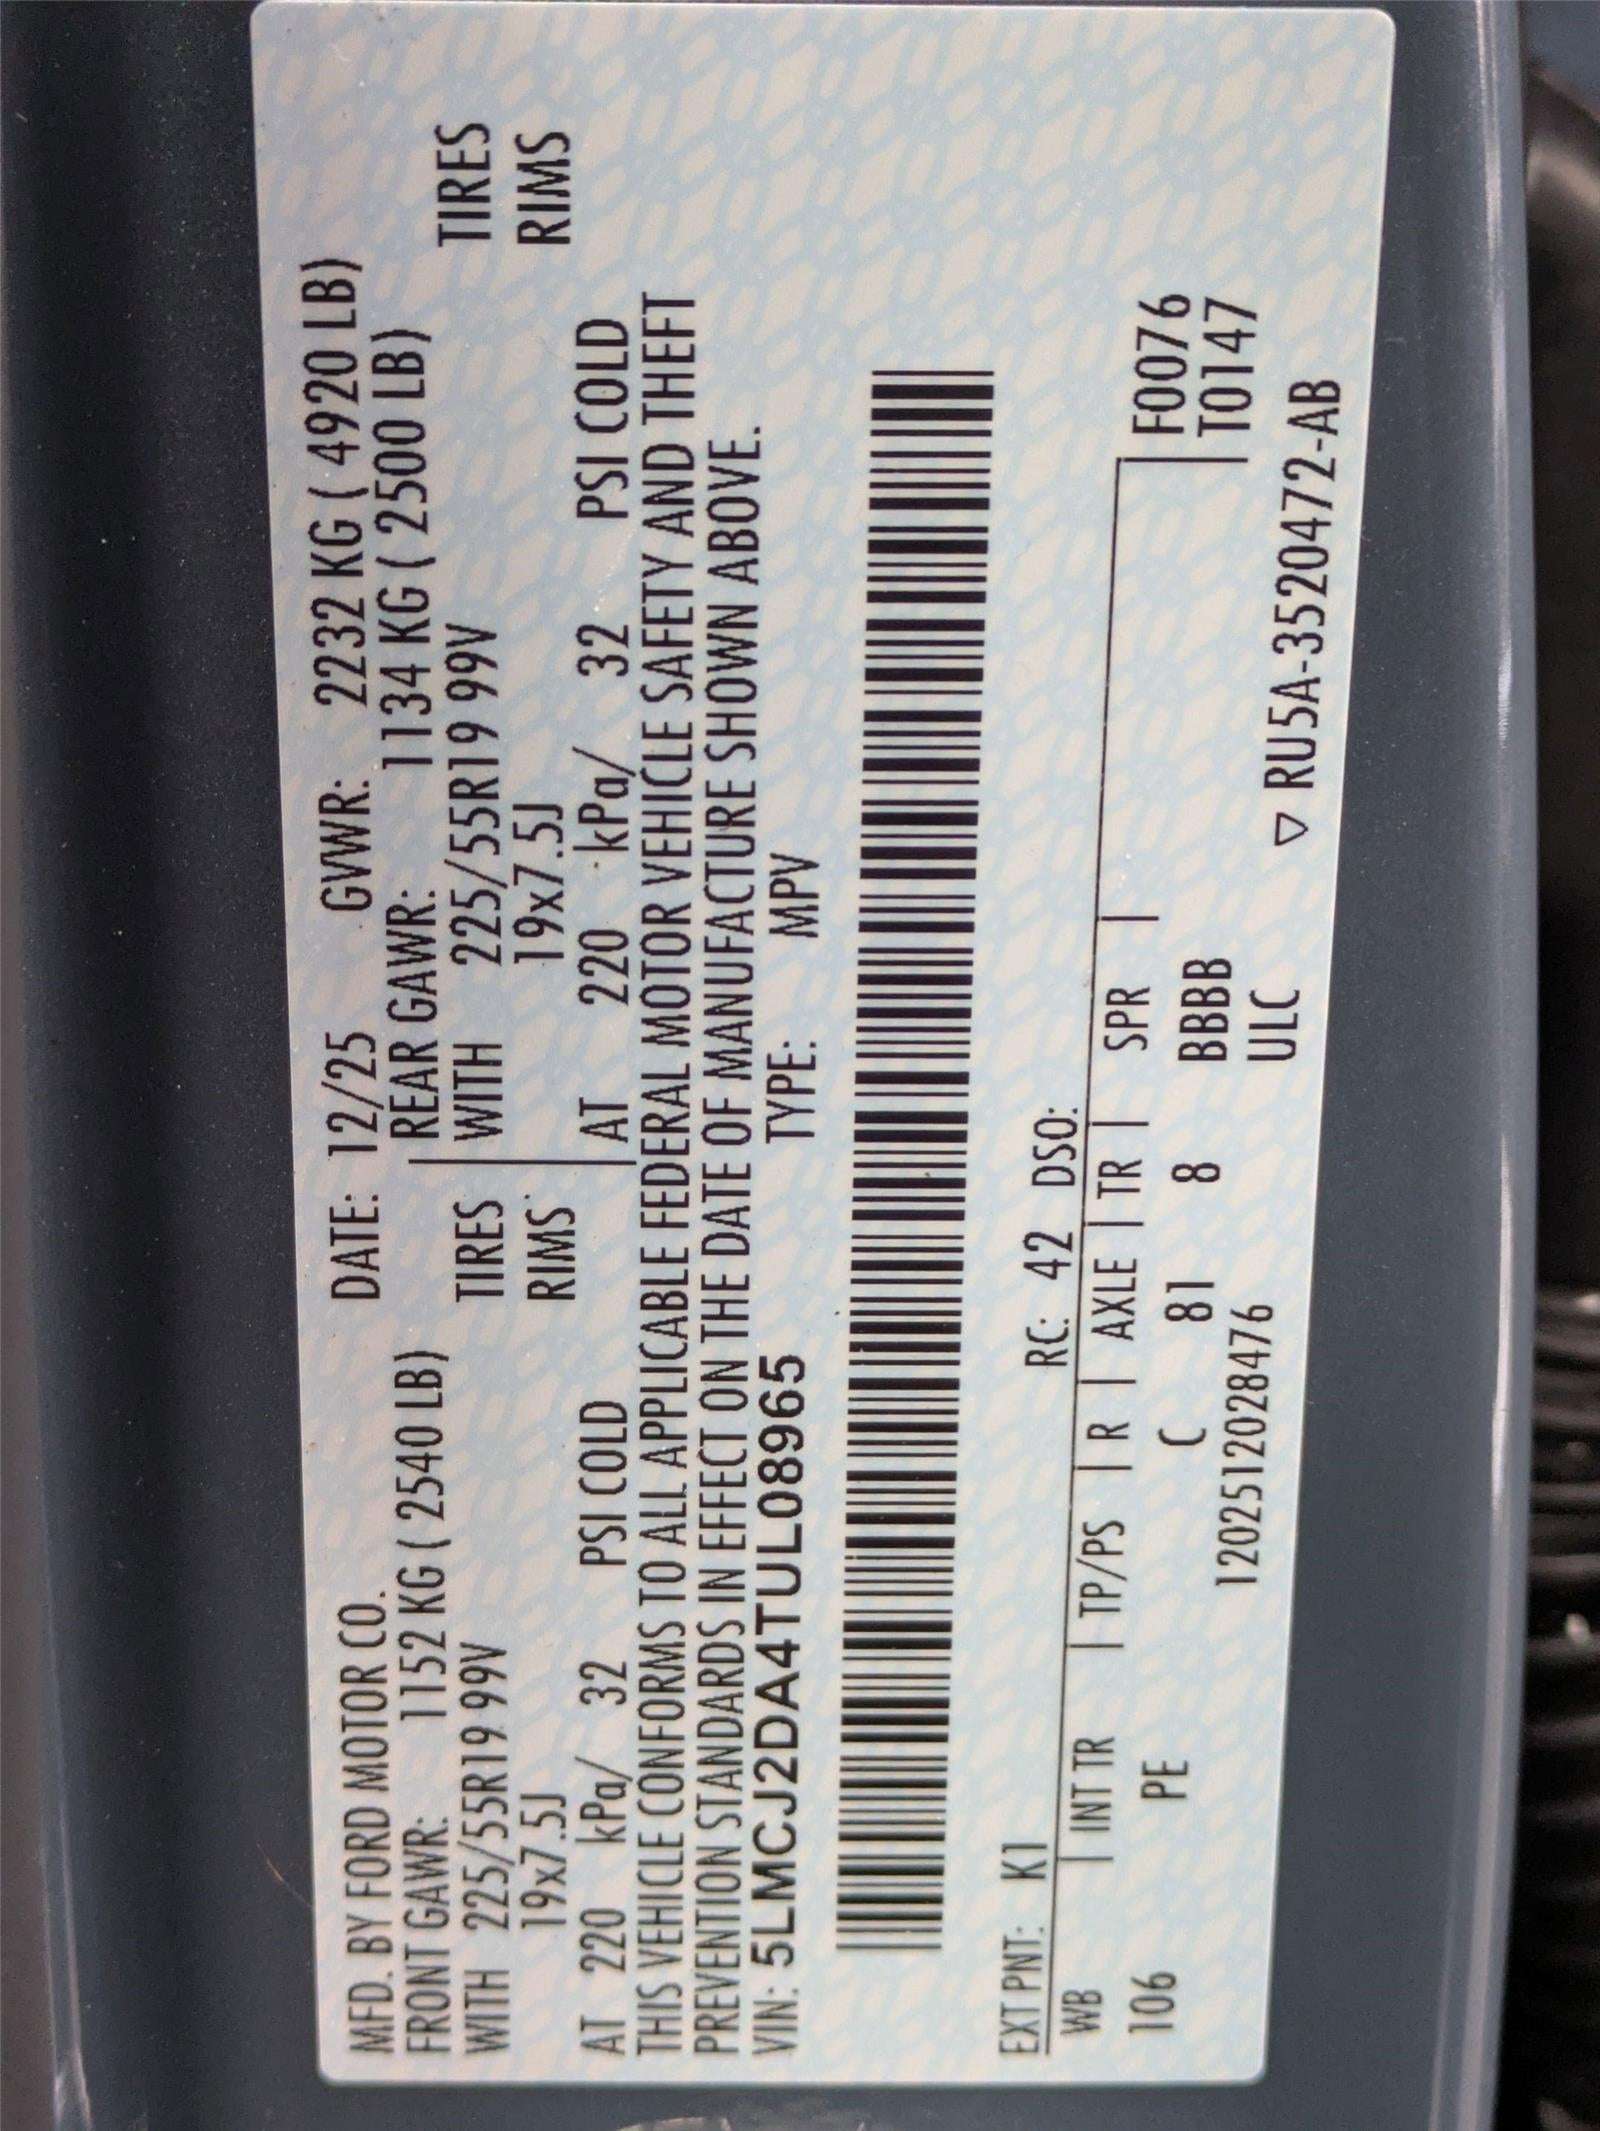 MFD. BY FORD MOTOR CO. DATE: 12/25 GVWR: 2232 KG ( 4920 LB)
FRONT GAWR: 1152 KG ( 2540 LB) REAR GAWR: 1134 KG ( 2500 LB)
WITH 225/55R19 99V TIRES WITH 225/55R19 99V TIRES
19x7.5J RIMS 19x7.5J RIMS
AT 220 kPa/ 32 PSI COLD AT 220 kPa/ 32 PSI COLD
THIS VEHICLE CONFORMS TO ALL APPLICABLE FEDERAL MOTOR VEHICLE SAFETY AND THEFT
PREVENTION STANDARDS IN EFFECT ON THE DATE OF MANUFACTURE SHOWN ABOVE.
VIN: 5LMCJ2DA4TUL08965 TYPE: MPV
EXT PNT: K1 RC: 42 DSO:
WB | INT TR | TP/PS | R | AXLE | TR | SPR | F0076
106 PE C 81 8 BBBB T0147
1202512028476 ULC ▽ RU5A-3520472-AB